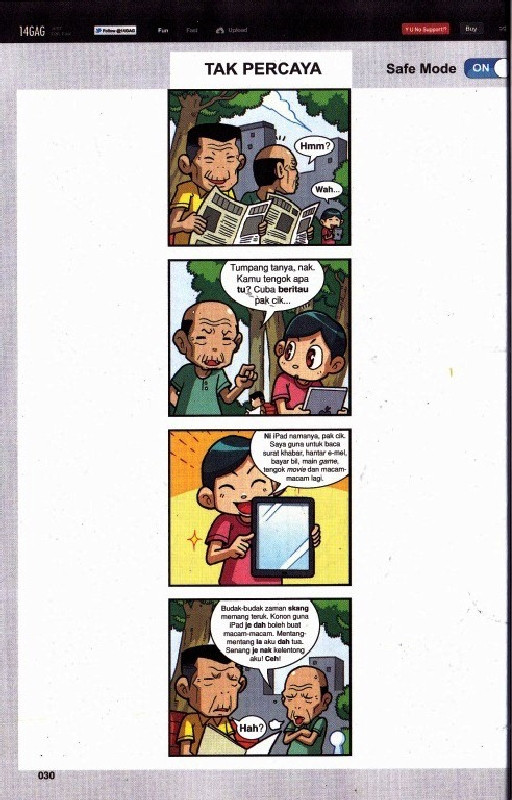 14GAG
Follow @14GAG
Fun
Fast
Upload
Y U No Support?
Buy
TAK PERCAYA
Safe Mode
ON
Hmm?
Wah...
Tumpang tanya, nak.
Kamu tengok apa
tu? Cuba beritau
pak cik...
Ni iPad namanya, pak cik.
Saya guna untuk baca
surat khabar, hantar e-mel,
bayar bil, main game,
tengok movie dan macam-
macam lagi.
Budak-budak zaman skang
memang teruk. Konon guna
iPad je dah boleh buat
macam-macam. Mentang-
mentang la aku dah tua.
Senang je nak kelentong
aku! Ceh!
Hah?
030